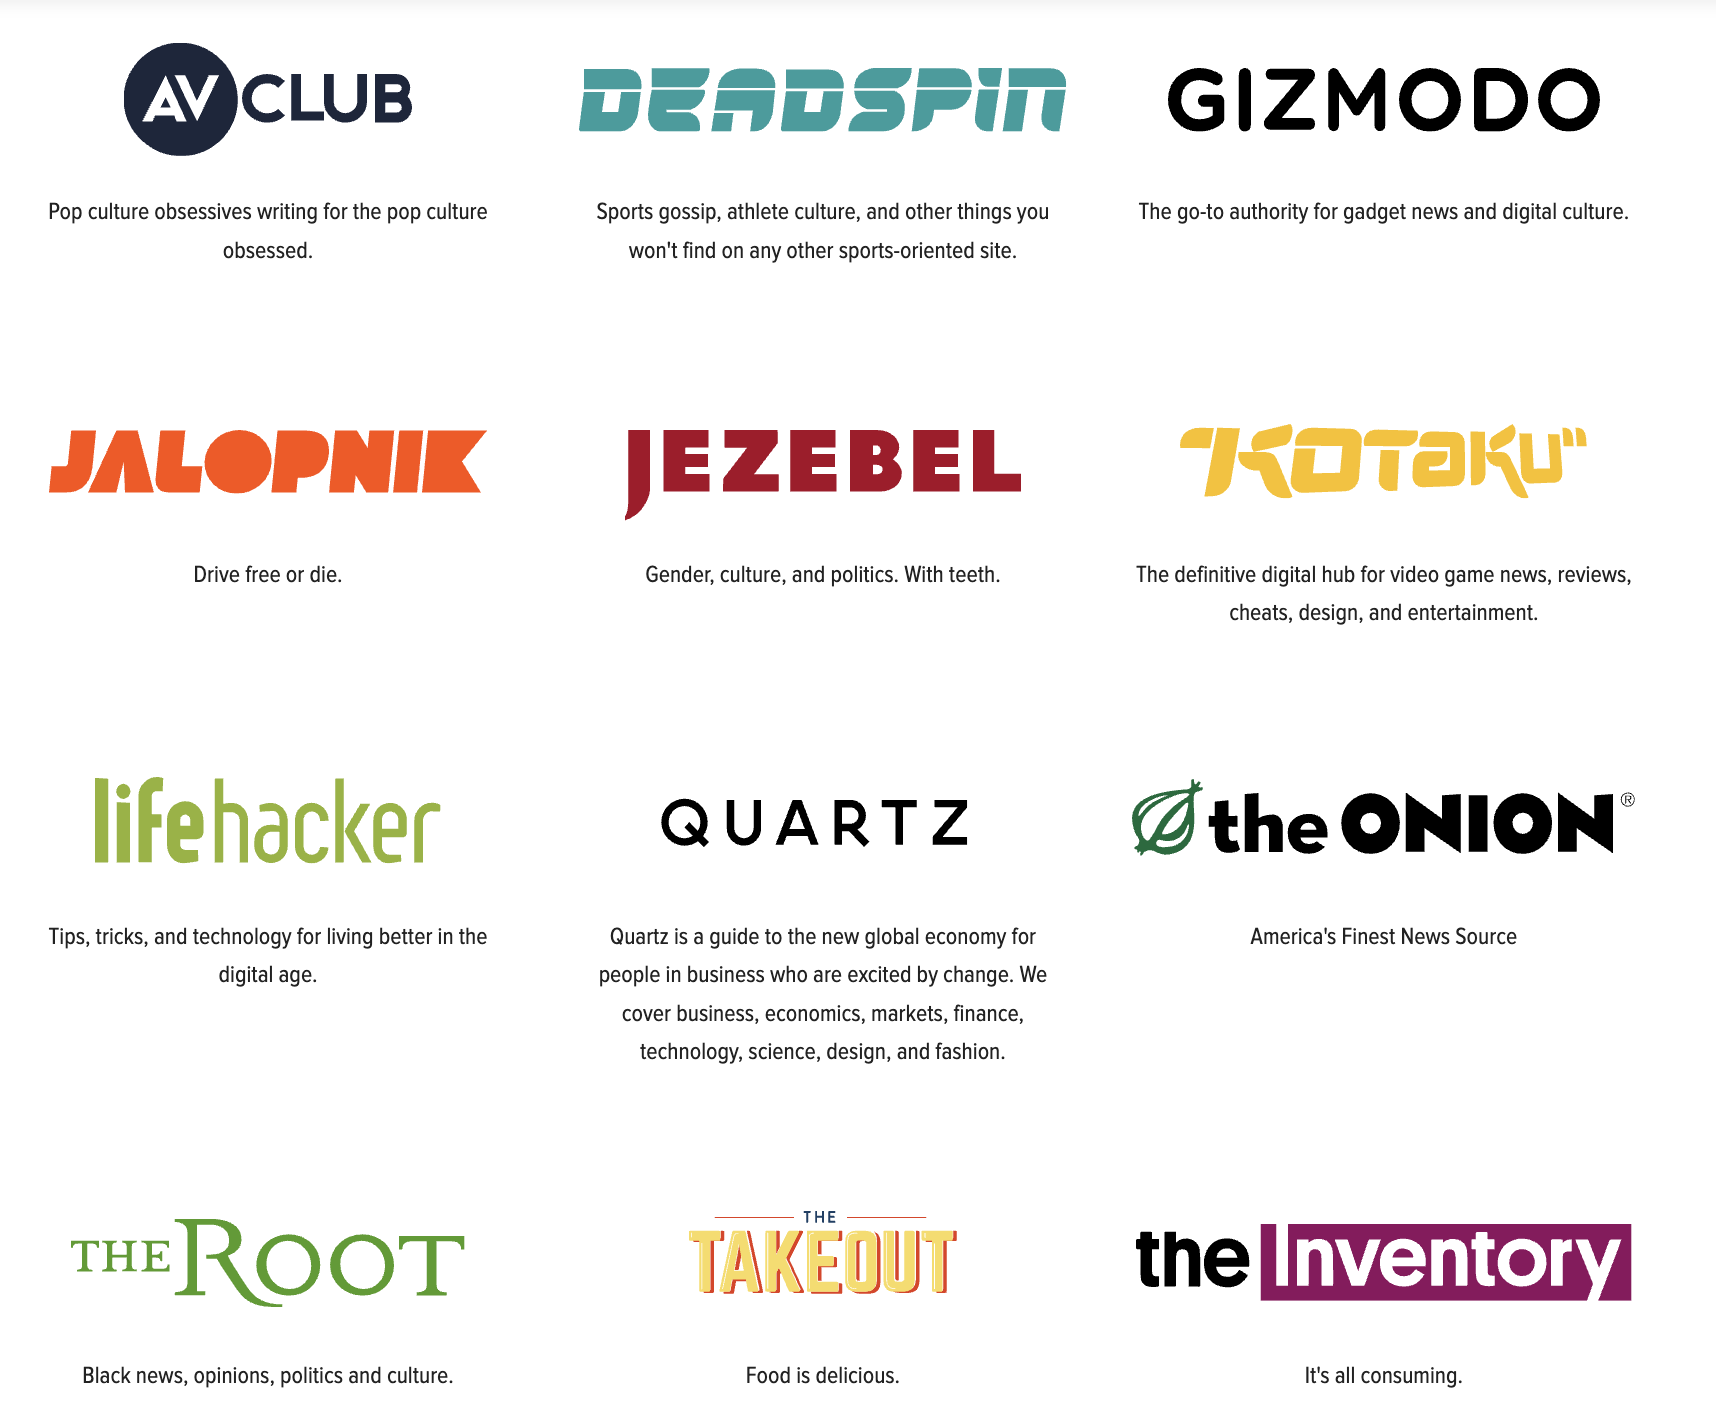 AV CLUB
Pop culture obsessives writing for the pop culture
obsessed.
DEADSPIN
Sports gossip, athlete culture, and other things you
won't find on any other sports-oriented site.
GIZMODO
The go-to authority for gadget news and digital culture.
JALOPNIK
Drive free or die.
JEZEBEL
Gender, culture, and politics. With teeth.
KOTaKU
The definitive digital hub for video game news, reviews,
cheats, design, and entertainment.
lifehacker
Tips, tricks, and technology for living better in the
digital age.
QUARTZ
Quartz is a guide to the new global economy for
people in business who are excited by change. We
cover business, economics, markets, finance,
technology, science, design, and fashion.
the ONION®
America's Finest News Source
THE ROOT
Black news, opinions, politics and culture.
THE
TAKEOUT
Food is delicious.
the Inventory
It's all consuming.